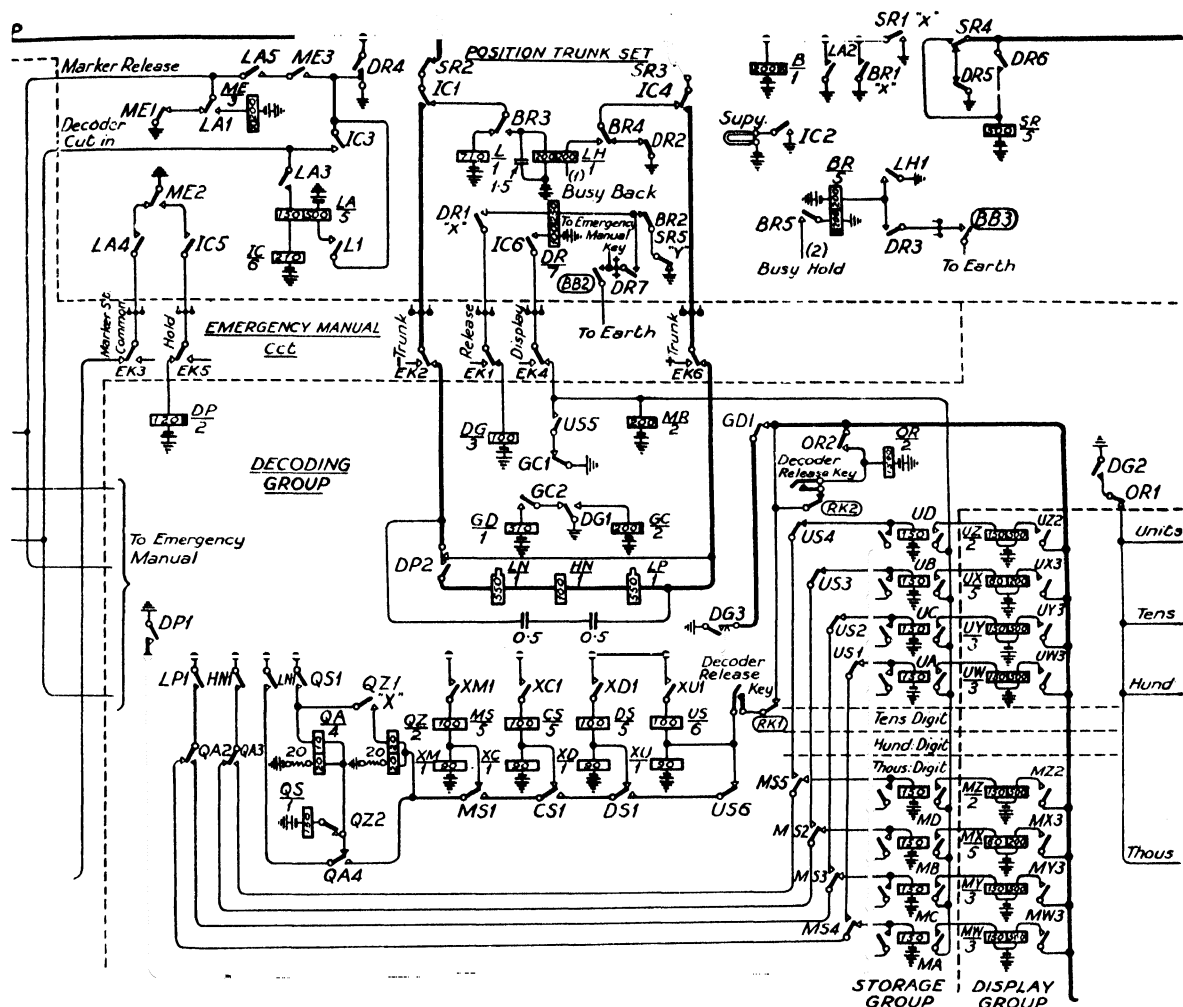 P
POSITION TRUNK SET
SR1 "X"
SR4
Marker Release
LA5
ME3
DR4
SR2
SR3
B
1
LA2
BR1
"X"
DR6
DR5
IC1
IC4
ME
3
ME1
LA1
BR3
BR4
DR2
Supy.
IC2
SR
5
Decoder
Cut in
IC3
L
1
1·5
LH
1
(1)
Busy Back
LH1
BR
5
LA3
LA
5
ME2
DR1
"X"
To Emergency
Manual
Key
BR2
SR5
"Y"
BR5
(2)
Busy Hold
DR3
BB3
To Earth
LA4
IC5
IC
6
L1
IC6
DR
7
BB2
DR7
To Earth
Marker St.
Common
Hold
EMERGENCY MANUAL
Cct
-Trunk
Release
Display
+Trunk
EK3
EK5
EK2
EK1
EK4
EK6
DP
2
DG
3
US5
MR
2
GD1
OR2
OR
2
GC1
DECODING
GROUP
Decoder
Release Key
RK2
DG2
OR1
GC2
GD
1
DG1
GC
2
To Emergency
Manual
DP2
LN
1
HN
1
LP
1
US4
UD
UZ
2
UZ2
Units
US3
UB
UX
5
UX3
DP1
0·5
0·5
DG3
US2
UC
UY
3
UY3
Tens
US1
UA
UW
3
UW3
Hund
LP1
HN1
LN1
QS1
QZ1
"X"
XM1
XC1
XD1
XU1
Decoder
Release
Key
RK1
Tens Digit
QA
4
QZ
2
MS
5
CS
5
DS
5
US
6
Hund: Digit
QA2
QA3
20
20
XM
1
XC
1
XD
1
XU
1
Thous: Digit
MS5
MZ
2
MZ2
QS
1
QZ2
MS1
CS1
DS1
US6
MD
MS2
MX
5
MX3
Thous
QA4
MB
MS3
MY
3
MY3
MC
MS4
MW
3
MW3
MA
STORAGE
GROUP
DISPLAY
GROUP